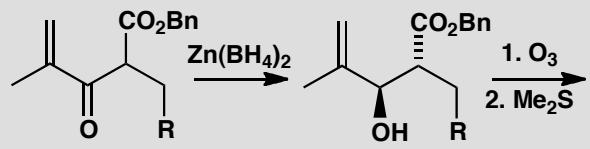 CO2Bn
O
R
Zn(BH4)2
CO2Bn
OH
R
1. O3
2. Me2S